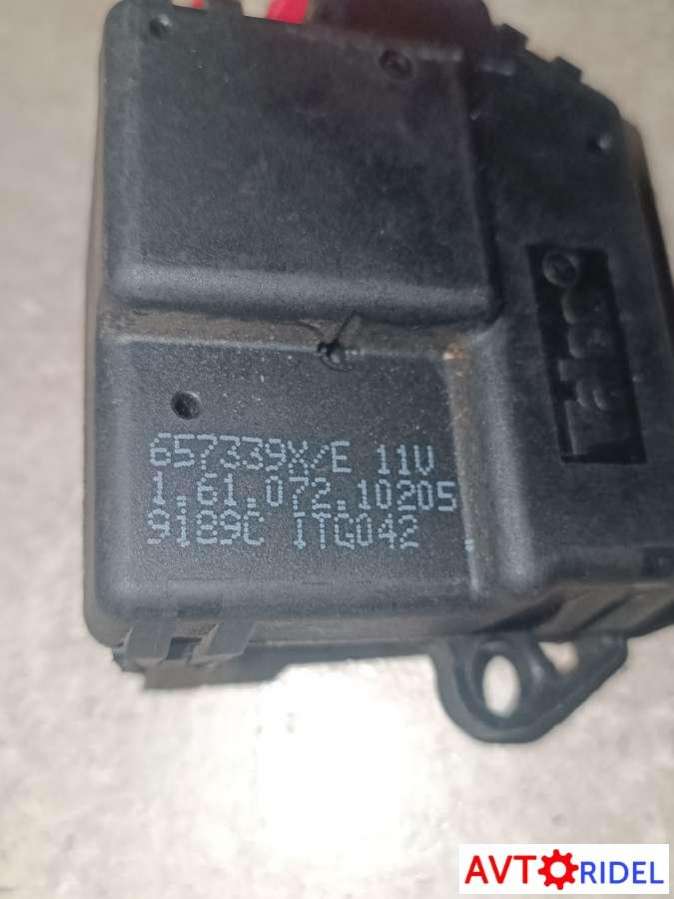 657339X/E 11V
1.61.072.10205
9189C ITG042
AVTORIDEL